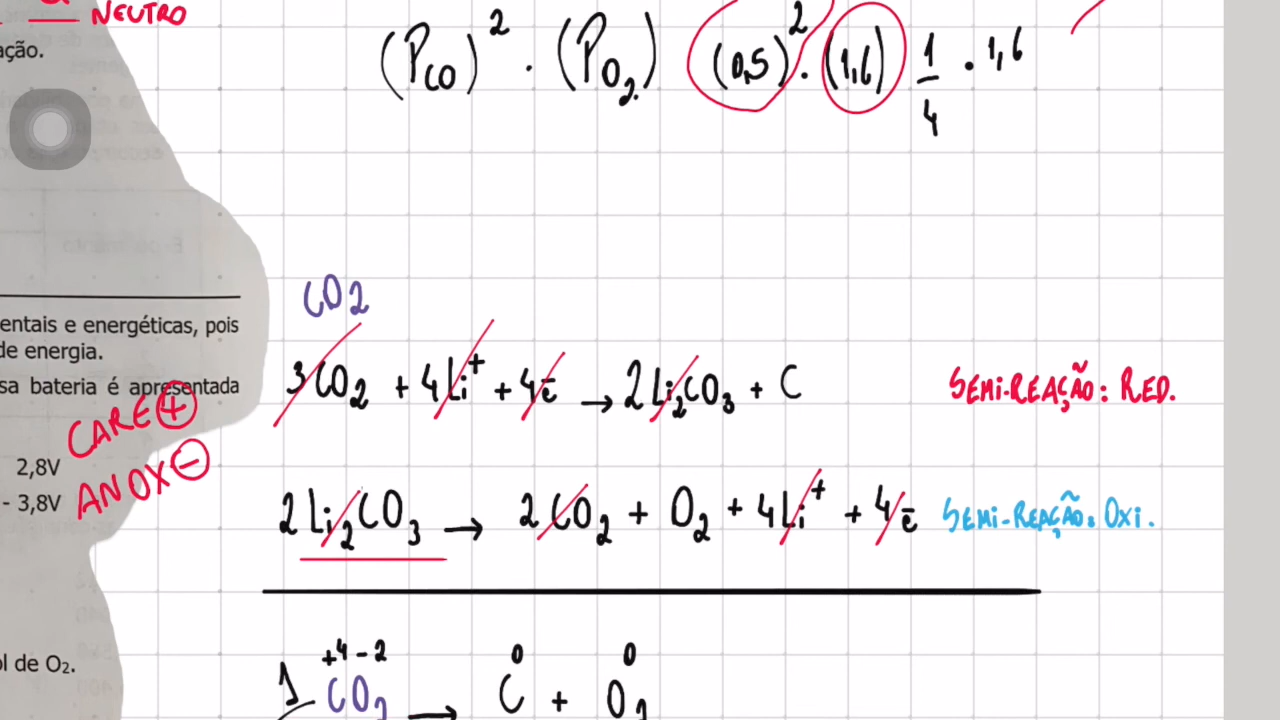 NEUTRO
ação.
(P_CO)² . (P_O₂) (0,5)² . (1,6) 1/4 . 1,6
CO₂
entais e energéticas, pois
de energia.
sa bateria é apresentada
3CO₂ + 4Li⁺ + 4e̅ → 2Li₂CO₃ + C SEMI-REAÇÃO: RED.
CARE ⊕
2,8V
ANOX ⊖
- 3,8V
2Li₂CO₃ → 2CO₂ + O₂ + 4Li⁺ + 4e̅ SEMI-REAÇÃO: OXI.
ol de O₂.
+4 -2 0 0
1 CO₂ → C + O₂